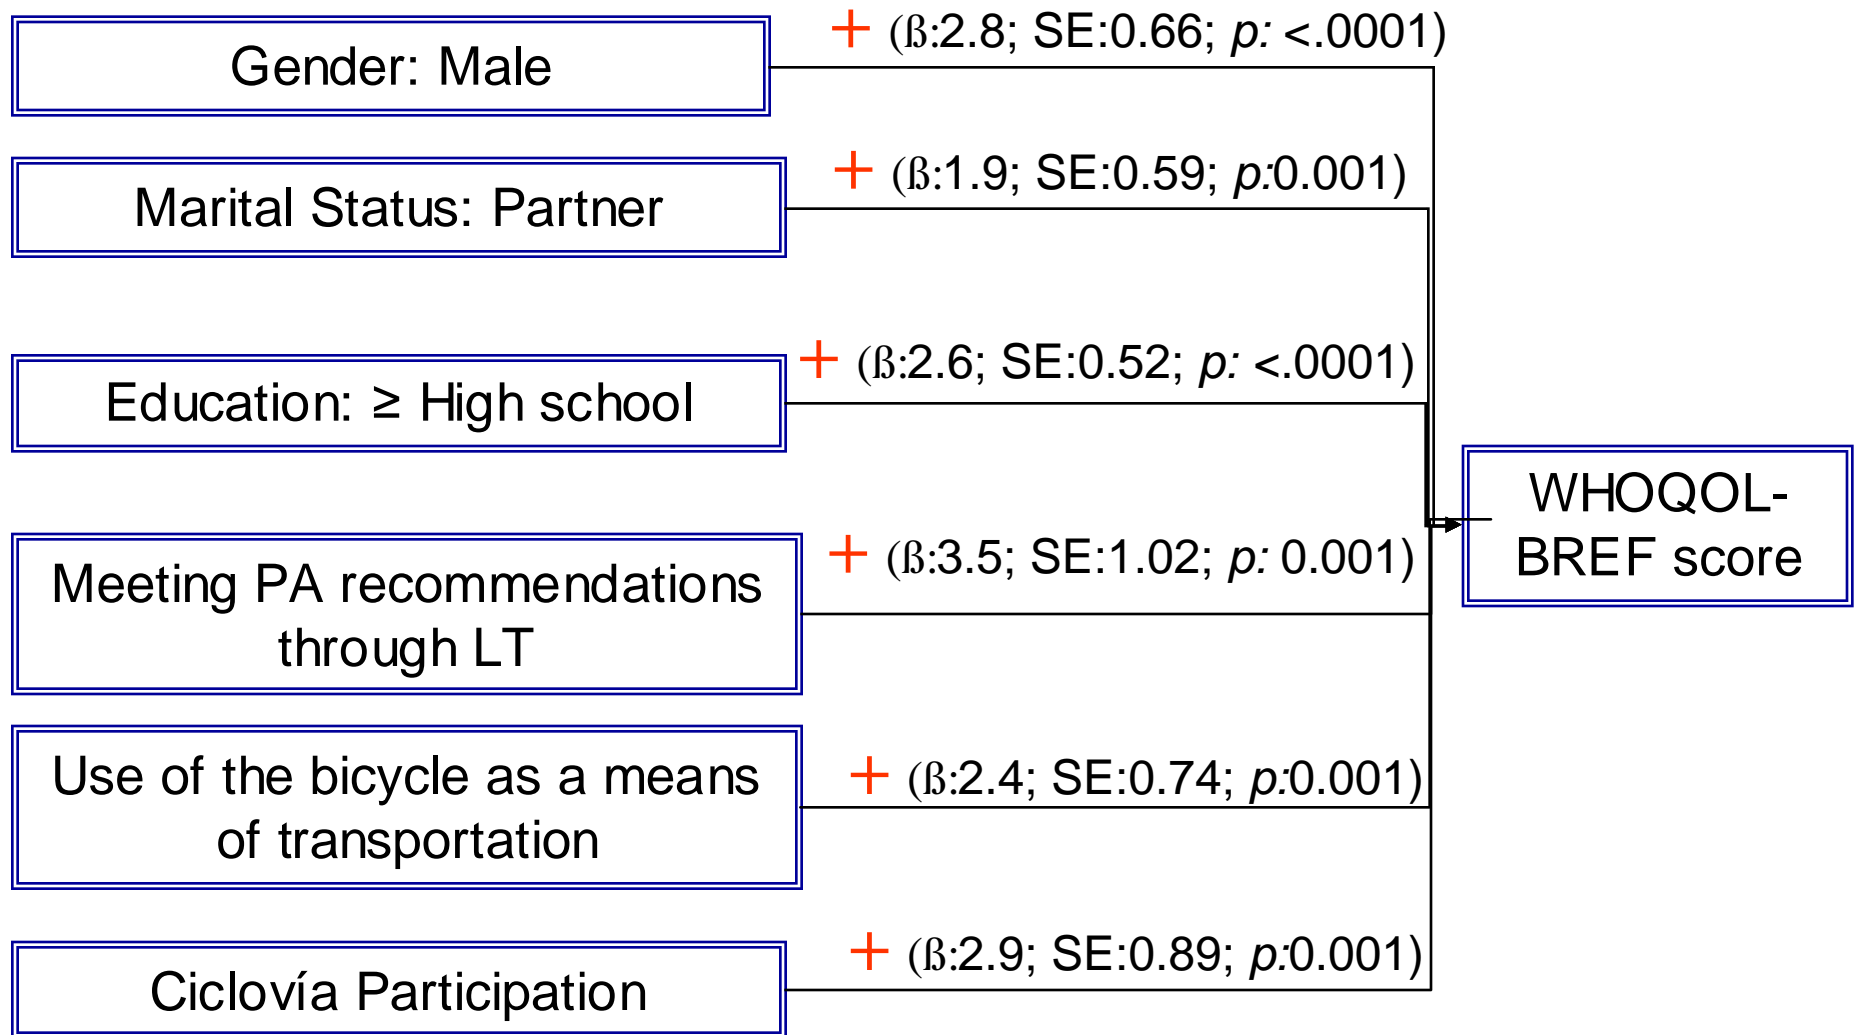 + (ß:2.8; SE:0.66; p: <.0001)
Gender: Male
+ (ß:1.9; SE:0.59; p:0.001)
Marital Status: Partner
+ (ß:2.6; SE:0.52; p: <.0001)
Education: ≥ High school
+ (ß:3.5; SE:1.02; p: 0.001)
Meeting PA recommendations
through LT
+ (ß:2.4; SE:0.74; p:0.001)
Use of the bicycle as a means
of transportation
+ (ß:2.9; SE:0.89; p:0.001)
Ciclovía Participation
WHOQOL-
BREF score